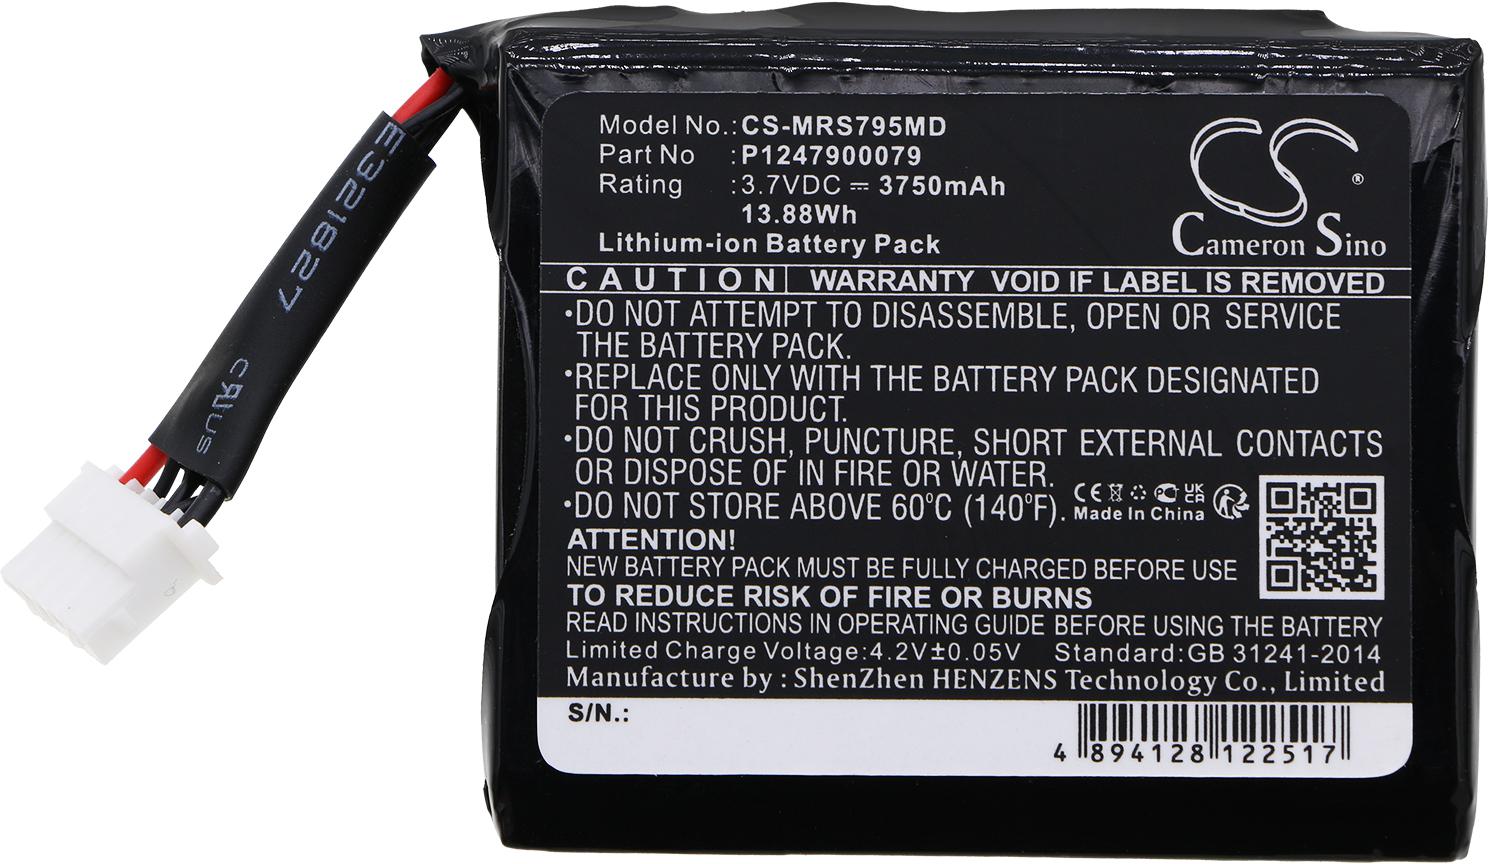 E321827
cЯUus
Model No.:CS-MRS795MD
Part No :P1247900079
Rating :3.7VDC ⎓ 3750mAh
13.88Wh
Lithium-ion Battery Pack
CS
®
Cameron Sino
CAUTION| WARRANTY VOID IF LABEL IS REMOVED
•DO NOT ATTEMPT TO DISASSEMBLE, OPEN OR SERVICE
THE BATTERY PACK.
•REPLACE ONLY WITH THE BATTERY PACK DESIGNATED
FOR THIS PRODUCT.
•DO NOT CRUSH, PUNCTURE, SHORT EXTERNAL CONTACTS
OR DISPOSE OF IN FIRE OR WATER.
•DO NOT STORE ABOVE 60°C (140°F).
CE UK CA
Made In China
ATTENTION!
NEW BATTERY PACK MUST BE FULLY CHARGED BEFORE USE
TO REDUCE RISK OF FIRE OR BURNS
READ INSTRUCTIONS IN OPERATING GUIDE BEFORE USING THE BATTERY
Limited Charge Voltage:4.2V±0.05V Standard:GB 31241-2014
Manufacture by : ShenZhen HENZENS Technology Co., Limited
S/N.:
4 894128 122517